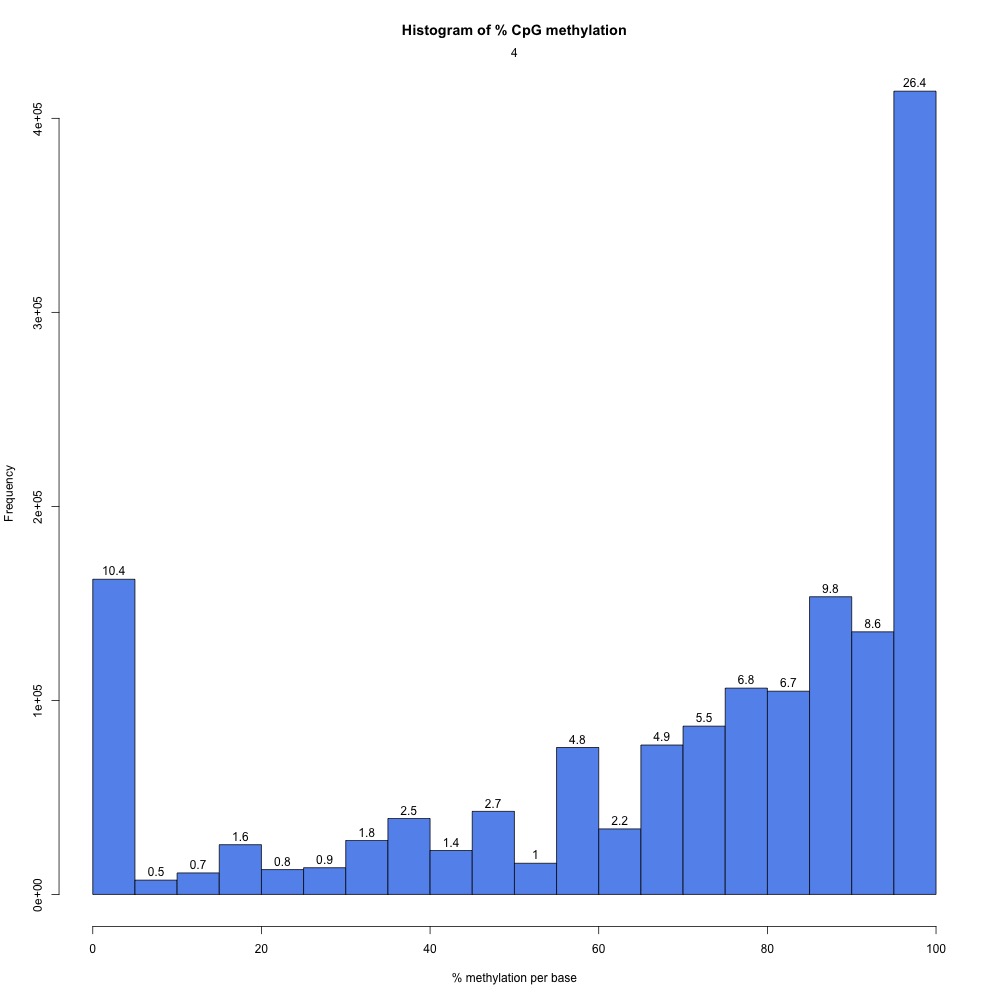 Histogram of % CpG methylation
4
Frequency
4e+05
3e+05
2e+05
1e+05
0e+00
10.4
0.5
0.7
1.6
0.8
0.9
1.8
2.5
1.4
2.7
1
4.8
2.2
4.9
5.5
6.8
6.7
9.8
8.6
26.4
0 20 40 60 80 100
% methylation per base